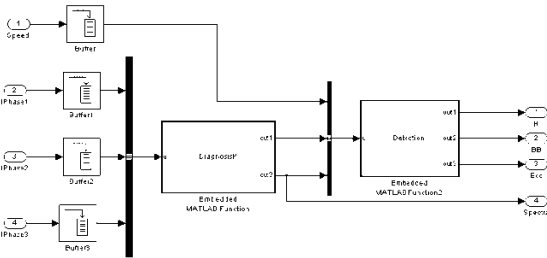 1
Speed
Buffer
2
IPhase1
Buffer1
3
IPhase2
Buffer2
4
IPhase3
Buffer3
u
DiagnosisF
out1
out2
Embedded
MATLAB Function
u
Detection
out1
out2
out3
Embedded
MATLAB Function2
1
H
2
BB
3
Ecc
4
Spectra